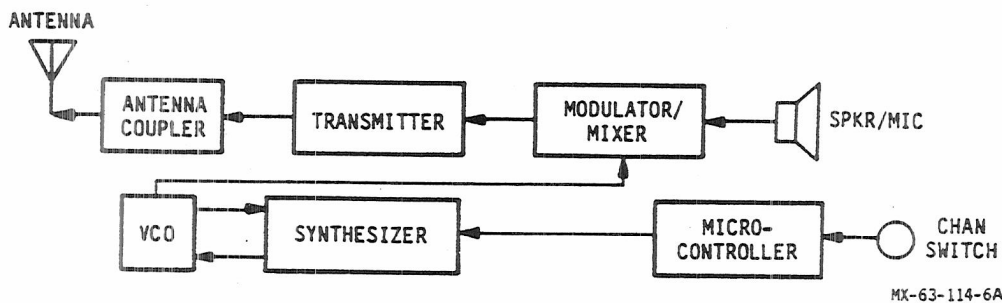 ANTENNA
ANTENNA
COUPLER
TRANSMITTER
MODULATOR/
MIXER
SPKR/MIC
VCO
SYNTHESIZER
MICRO-
CONTROLLER
CHAN
SWITCH
MX-63-114-6A